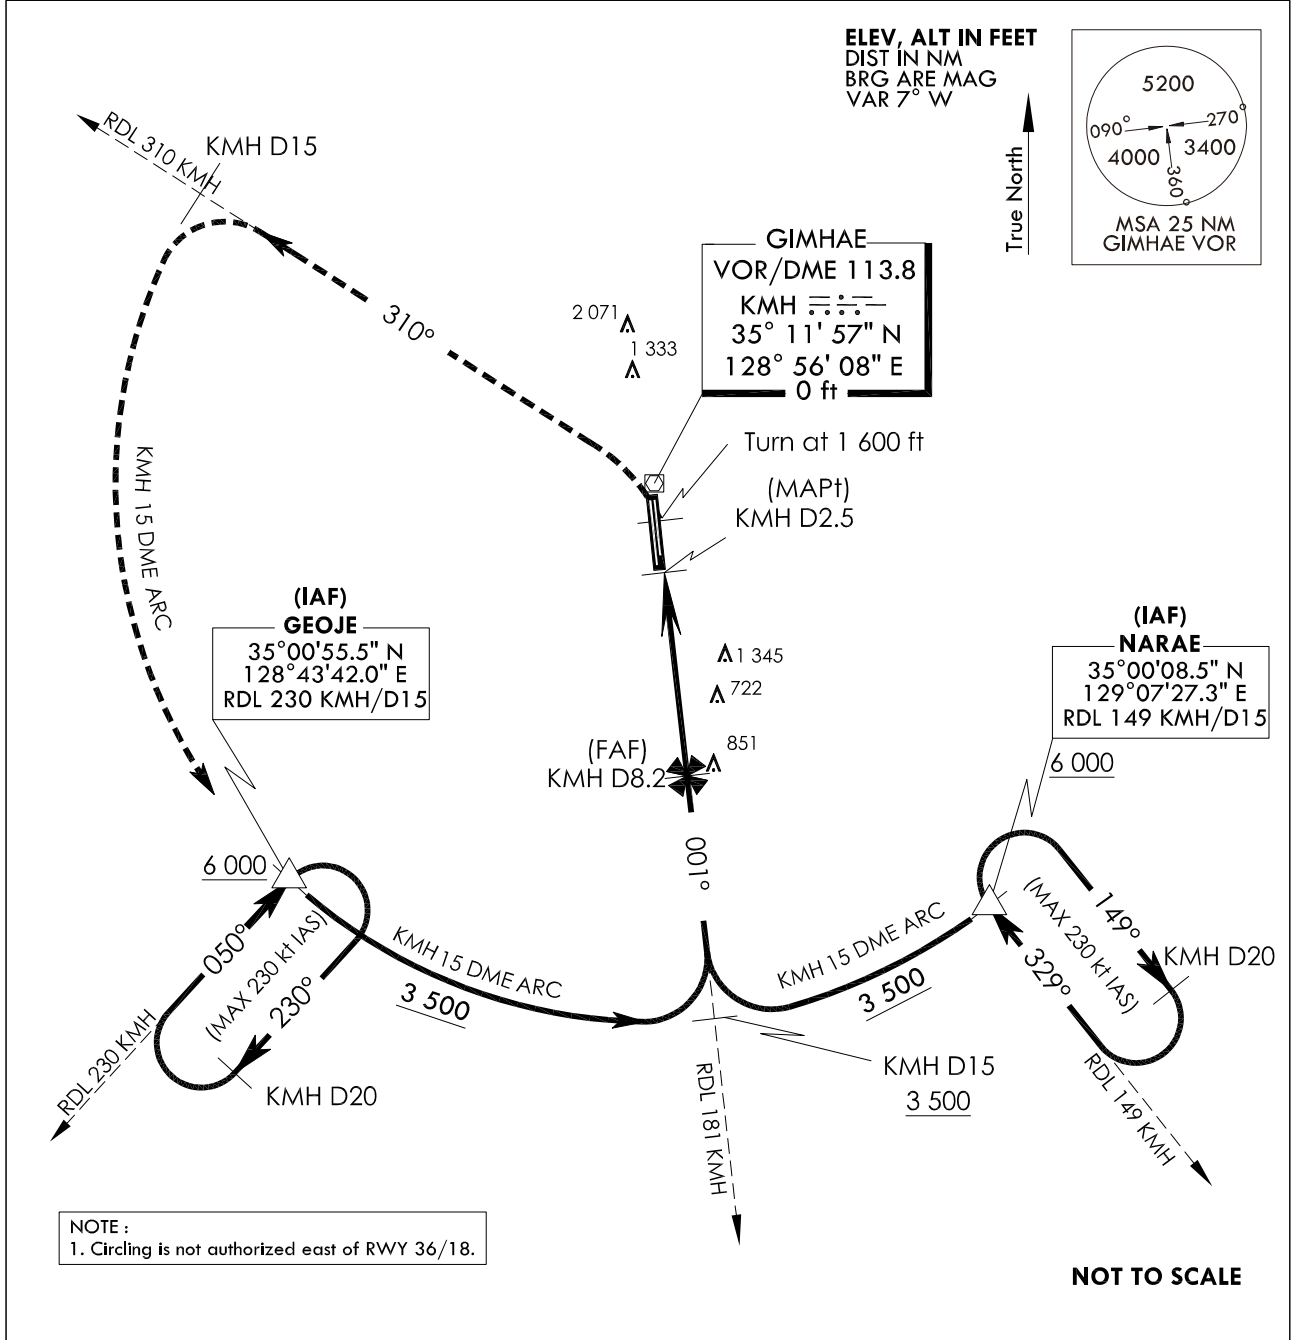 ELEV, ALT IN FEET
DIST IN NM
BRG ARE MAG
VAR 7° W
True North
5200
090°
270°
4000
3400
360°
MSA 25 NM
GIMHAE VOR
RDL 310 KMH
KMH D15
310°
KMH 15 DME ARC
2 071
1 333
GIMHAE
VOR/DME 113.8
KMH
35° 11' 57" N
128° 56' 08" E
0 ft
Turn at 1 600 ft
(MAPt)
KMH D2.5
(IAF)
GEOJE
35°00'55.5" N
128°43'42.0" E
RDL 230 KMH/D15
(IAF)
NARAE
35°00'08.5" N
129°07'27.3" E
RDL 149 KMH/D15
6 000
1 345
722
851
(FAF)
KMH D8.2
001°
6 000
050°
(MAX 230 kt IAS)
230°
RDL 230 KMH
KMH D20
KMH 15 DME ARC
3 500
KMH 15 DME ARC
3 500
149°
(MAX 230 kt IAS)
329°
KMH D20
RDL 149 KMH
KMH D15
3 500
RDL 181 KMH
NOTE :
1. Circling is not authorized east of RWY 36/18.
NOT TO SCALE